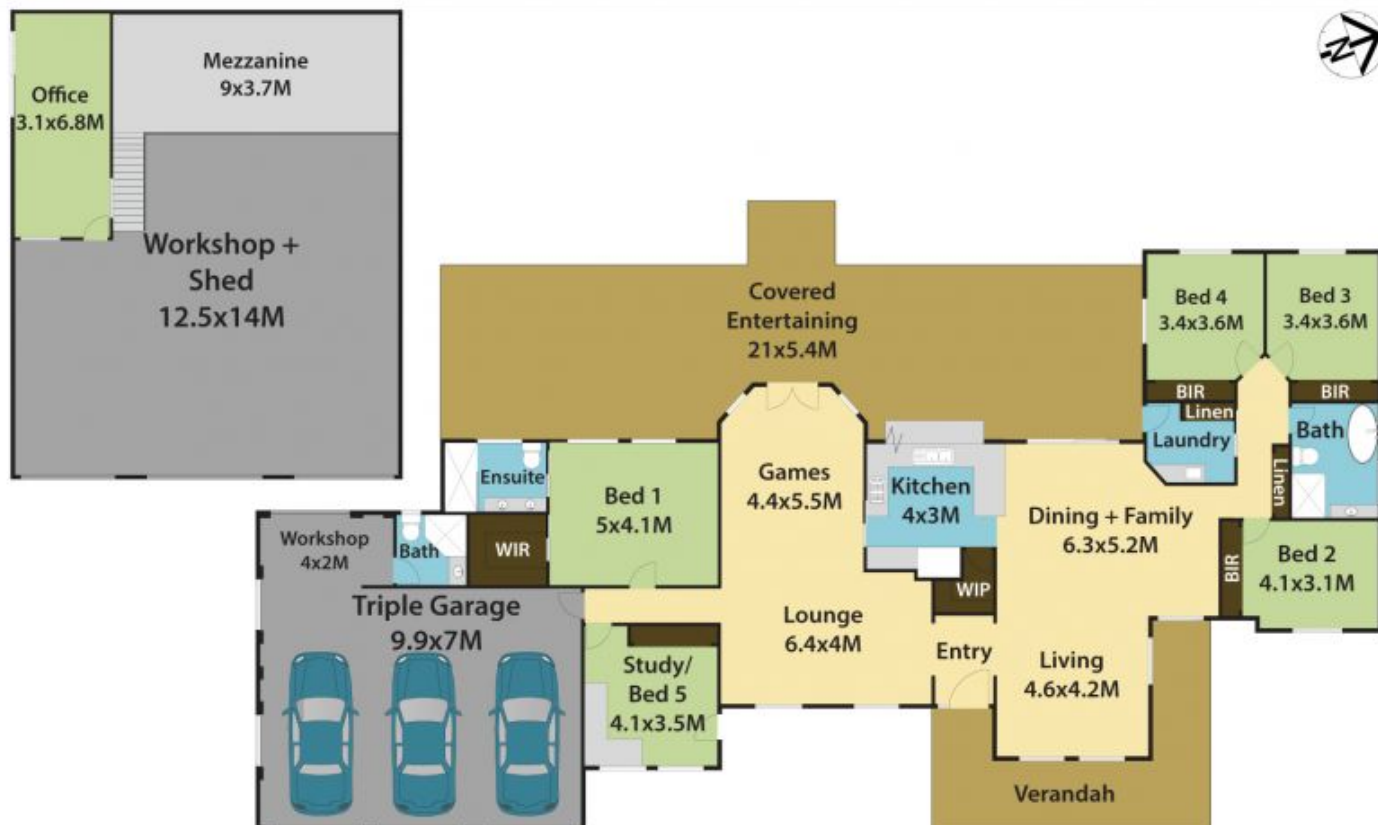 Mezzanine
9x3.7M
Office
3.1x6.8M
Workshop +
Shed
12.5x14M
N
Covered
Entertaining
21x5.4M
Bed 4
3.4x3.6M
Bed 3
3.4x3.6M
BIR
BIR
Linen
Laundry
Bath
Linen
Ensuite
Bed 1
5x4.1M
Games
4.4x5.5M
Kitchen
4x3M
Dining + Family
6.3x5.2M
Bed 2
4.1x3.1M
BIR
Workshop
4x2M
Bath
WIR
WIP
Triple Garage
9.9x7M
Lounge
6.4x4M
Entry
Living
4.6x4.2M
Study/
Bed 5
4.1x3.5M
Verandah